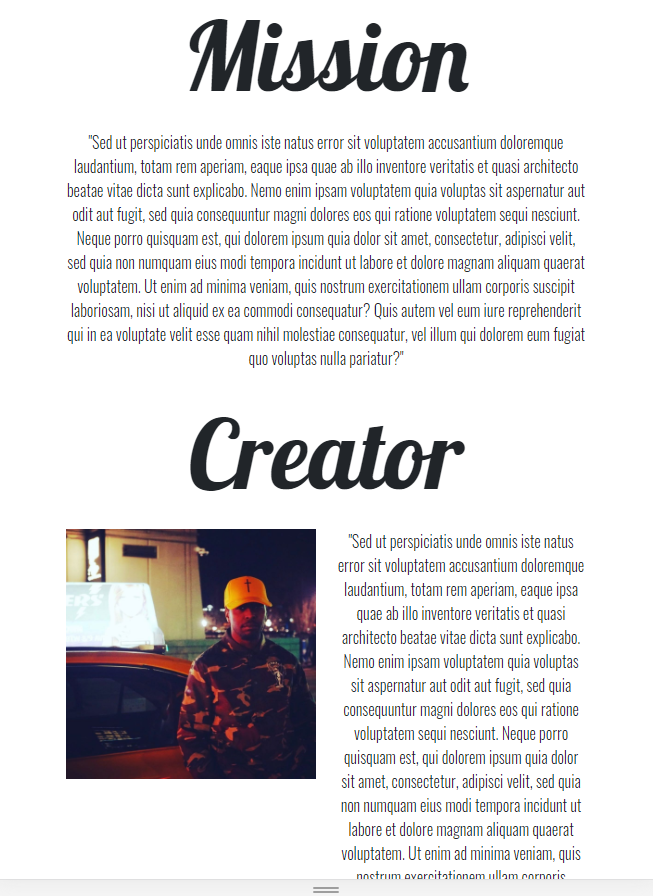 Mission
"Sed ut perspiciatis unde omnis iste natus error sit voluptatem accusantium doloremque
laudantium, totam rem aperiam, eaque ipsa quae ab illo inventore veritatis et quasi architecto
beatae vitae dicta sunt explicabo. Nemo enim ipsam voluptatem quia voluptas sit aspernatur aut
odit aut fugit, sed quia consequuntur magni dolores eos qui ratione voluptatem sequi nesciunt.
Neque porro quisquam est, qui dolorem ipsum quia dolor sit amet, consectetur, adipisci velit,
sed quia non numquam eius modi tempora incidunt ut labore et dolore magnam aliquam quaerat
voluptatem. Ut enim ad minima veniam, quis nostrum exercitationem ullam corporis suscipit
laboriosam, nisi ut aliquid ex ea commodi consequatur? Quis autem vel eum iure reprehenderit
qui in ea voluptate velit esse quam nihil molestiae consequatur, vel illum qui dolorem eum fugiat
quo voluptas nulla pariatur?"
Creator
"Sed ut perspiciatis unde omnis iste natus
error sit voluptatem accusantium doloremque
laudantium, totam rem aperiam, eaque ipsa
quae ab illo inventore veritatis et quasi
architecto beatae vitae dicta sunt explicabo.
Nemo enim ipsam voluptatem quia voluptas
sit aspernatur aut odit aut fugit, sed quia
consequuntur magni dolores eos qui ratione
voluptatem sequi nesciunt. Neque porro
quisquam est, qui dolorem ipsum quia dolor
sit amet, consectetur, adipisci velit, sed quia
non numquam eius modi tempora incidunt ut
labore et dolore magnam aliquam quaerat
voluptatem. Ut enim ad minima veniam, quis
nostrum exercitationem ullam corporis